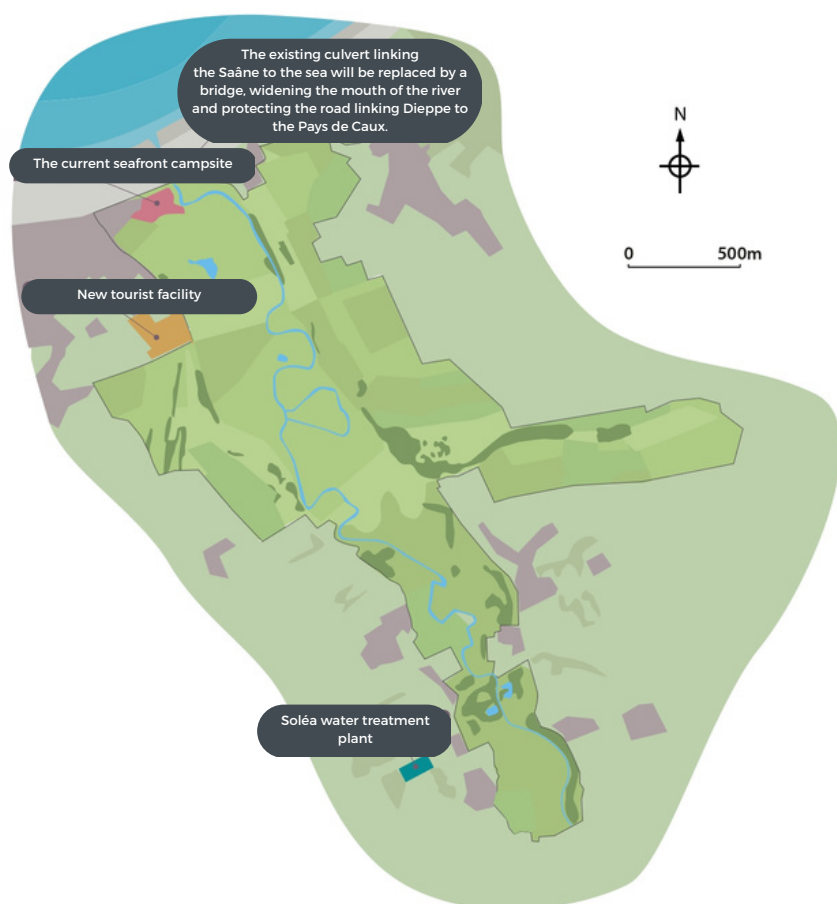 The existing culvert linking
the Saâne to the sea will be replaced by a
bridge, widening the mouth of the river
and protecting the road linking Dieppe to
the Pays de Caux.
N
The current seafront campsite
0 500m
New tourist facility
Soléa water treatment
plant